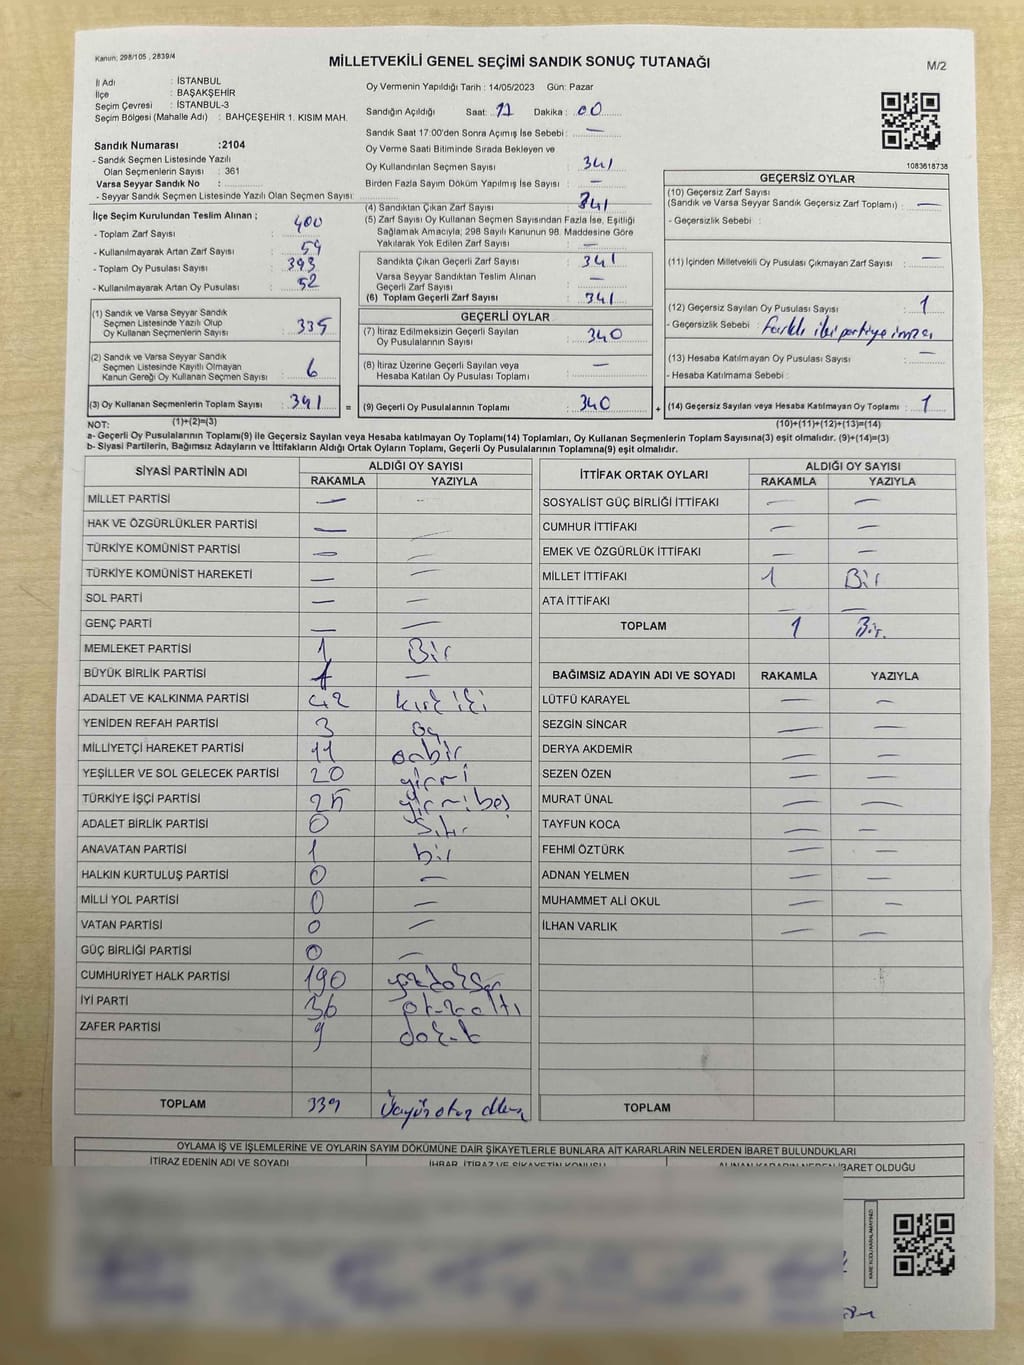 Kanun: 298/105 , 2839/4
MİLLETVEKİLİ GENEL SEÇİMİ SANDIK SONUÇ TUTANAĞI
M/2
İl Adı : İSTANBUL
İlçe : BAŞAKŞEHİR
Seçim Çevresi : İSTANBUL-3
Seçim Bölgesi (Mahalle Adı) : BAHÇEŞEHİR 1. KISIM MAH.
Sandık Numarası :2104
- Sandık Seçmen Listesinde Yazılı
Olan Seçmenlerin Sayısı : 361
Varsa Seyyar Sandık No :
- Seyyar Sandık Seçmen Listesinde Yazılı Olan Seçmen Sayısı
İlçe Seçim Kurulundan Teslim Alınan ;
- Toplam Zarf Sayısı : 400
- Kullanılmayarak Artan Zarf Sayısı : 59
- Toplam Oy Pusulası Sayısı : 393
- Kullanılmayarak Artan Oy Pusulası : 52
Oy Vermenin Yapıldığı Tarih : 14/05/2023 Gün: Pazar
Sandığın Açıldığı Saat: Dakika : 00
Sandık Saat 17:00'den Sonra Açımış İse Sebebi : —
Oy Verme Saati Bitiminde Sırada Bekleyen ve
Oy Kullandırılan Seçmen Sayısı : 341
Birden Fazla Sayım Döküm Yapılmış İse Sayısı : —
(4) Sandıktan Çıkan Zarf Sayısı : 341
(5) Zarf Sayısı Oy Kullanan Seçmen Sayısından Fazla İse, Eşitliği
Sağlamak Amacıyla, 298 Sayılı Kanunun 98. Maddesine Göre
Yakılarak Yok Edilen Zarf Sayısı : —
Sandıkta Çıkan Geçerli Zarf Sayısı : 341
Varsa Seyyar Sandıktan Teslim Alınan
Geçerli Zarf Sayısı : —
(6) Toplam Geçerli Zarf Sayısı : 341
1083618738
GEÇERSİZ OYLAR
(10) Geçersiz Zarf Sayısı
(Sandık ve Varsa Seyyar Sandık Geçersiz Zarf Toplamı) : —
- Geçersizlik Sebebi :
(11) İçinden Milletvekili Oy Pusulası Çıkmayan Zarf Sayısı : —
(12) Geçersiz Sayılan Oy Pusulası Sayısı : 1
- Geçersizlik Sebebi : farklı iki partiye imza
(13) Hesaba Katılmayan Oy Pusulası Sayısı : —
- Hesaba Katılmama Sebebi :
(14) Geçersiz Sayılan veya Hesaba Katılmayan Oy Toplamı : 1
(10)+(11)+(12)+(13)=(14)
(1) Sandık ve Varsa Seyyar Sandık
Seçmen Listesinde Yazılı Olup
Oy Kullanan Seçmenlerin Sayısı : 335
(2) Sandık ve Varsa Seyyar Sandık
Seçmen Listesinde Kayıtlı Olmayan
Kanun Gereği Oy Kullanan Seçmen Sayısı : 6
(3) Oy Kullanan Seçmenlerin Toplam Sayısı : 341 =
(1)+(2)=(3)
GEÇERLİ OYLAR
(7) İtiraz Edilmeksizin Geçerli Sayılan
Oy Pusulalarının Sayısı : 340
(8) İtiraz Üzerine Geçerli Sayılan veya
Hesaba Katılan Oy Pusulası Toplamı : —
(9) Geçerli Oy Pusulalarının Toplamı : 340 +
NOT:
a- Geçerli Oy Pusulalarının Toplamı(9) ile Geçersiz Sayılan veya Hesaba katılmayan Oy Toplamı(14) Toplamları, Oy Kullanan Seçmenlerin Toplam Sayısına(3) eşit olmalıdır. (9)+(14)=(3)
b- Siyasi Partilerin, Bağımsız Adayların ve İttifakların Aldığı Ortak Oyların Toplamı, Geçerli Oy Pusulalarının Toplamına(9) eşit olmalıdır.
SİYASİ PARTİNİN ADI ALDIĞI OY SAYISI
RAKAMLA YAZIYLA
MİLLET PARTİSİ — —
HAK VE ÖZGÜRLÜKLER PARTİSİ — —
TÜRKİYE KOMÜNİST PARTİSİ — —
TÜRKİYE KOMÜNİST HAREKETİ — —
SOL PARTİ — —
GENÇ PARTİ — —
MEMLEKET PARTİSİ 1 Bir
BÜYÜK BİRLİK PARTİSİ —
ADALET VE KALKINMA PARTİSİ 42 kırk iki
YENİDEN REFAH PARTİSİ 3 üç
MİLLİYETÇİ HAREKET PARTİSİ 11 onbir
YEŞİLLER VE SOL GELECEK PARTİSİ 20 yirmi
TÜRKİYE İŞÇİ PARTİSİ 25 yirmibeş
ADALET BİRLİK PARTİSİ 0 Sıfır
ANAVATAN PARTİSİ 1 bir
HALKIN KURTULUŞ PARTİSİ 0 —
MİLLİ YOL PARTİSİ 0 —
VATAN PARTİSİ 0 —
GÜÇ BİRLİĞİ PARTİSİ 0 —
CUMHURİYET HALK PARTİSİ 190 yüzdoksan
İYİ PARTİ 36 otuzaltı
ZAFER PARTİSİ 9 dokuz
TOPLAM 339 Üçyüz otuz dokuz
İTTİFAK ORTAK OYLARI ALDIĞI OY SAYISI
RAKAMLA YAZIYLA
SOSYALİST GÜÇ BİRLİĞİ İTTİFAKI — —
CUMHUR İTTİFAKI — —
EMEK VE ÖZGÜRLÜK İTTİFAKI — —
MİLLET İTTİFAKI 1 Bir
ATA İTTİFAKI — —
TOPLAM 1 Bir.
BAĞIMSIZ ADAYIN ADI VE SOYADI RAKAMLA YAZIYLA
LÜTFÜ KARAYEL — —
SEZGİN SİNCAR — —
DERYA AKDEMİR — —
SEZEN ÖZEN — —
MURAT ÜNAL — —
TAYFUN KOCA — —
FEHMİ ÖZTÜRK — —
ADNAN YELMEN — —
MUHAMMET ALİ OKUL — —
İLHAN VARLIK — —
TOPLAM
OYLAMA İŞ VE İŞLEMLERİNE VE OYLARIN SAYIM DÖKÜMÜNE DAİR ŞİKAYETLERLE BUNLARA AİT KARARLARIN NELERDEN İBARET BULUNDUKLARI
İTİRAZ EDENİN ADI VE SOYADI İHBAR, İTİRAZ VE ŞİKAYETİN KONUSU ALINAN KARARIN NEDEN İBARET OLDUĞU
KARE KODU KARALAMAYINIZ!